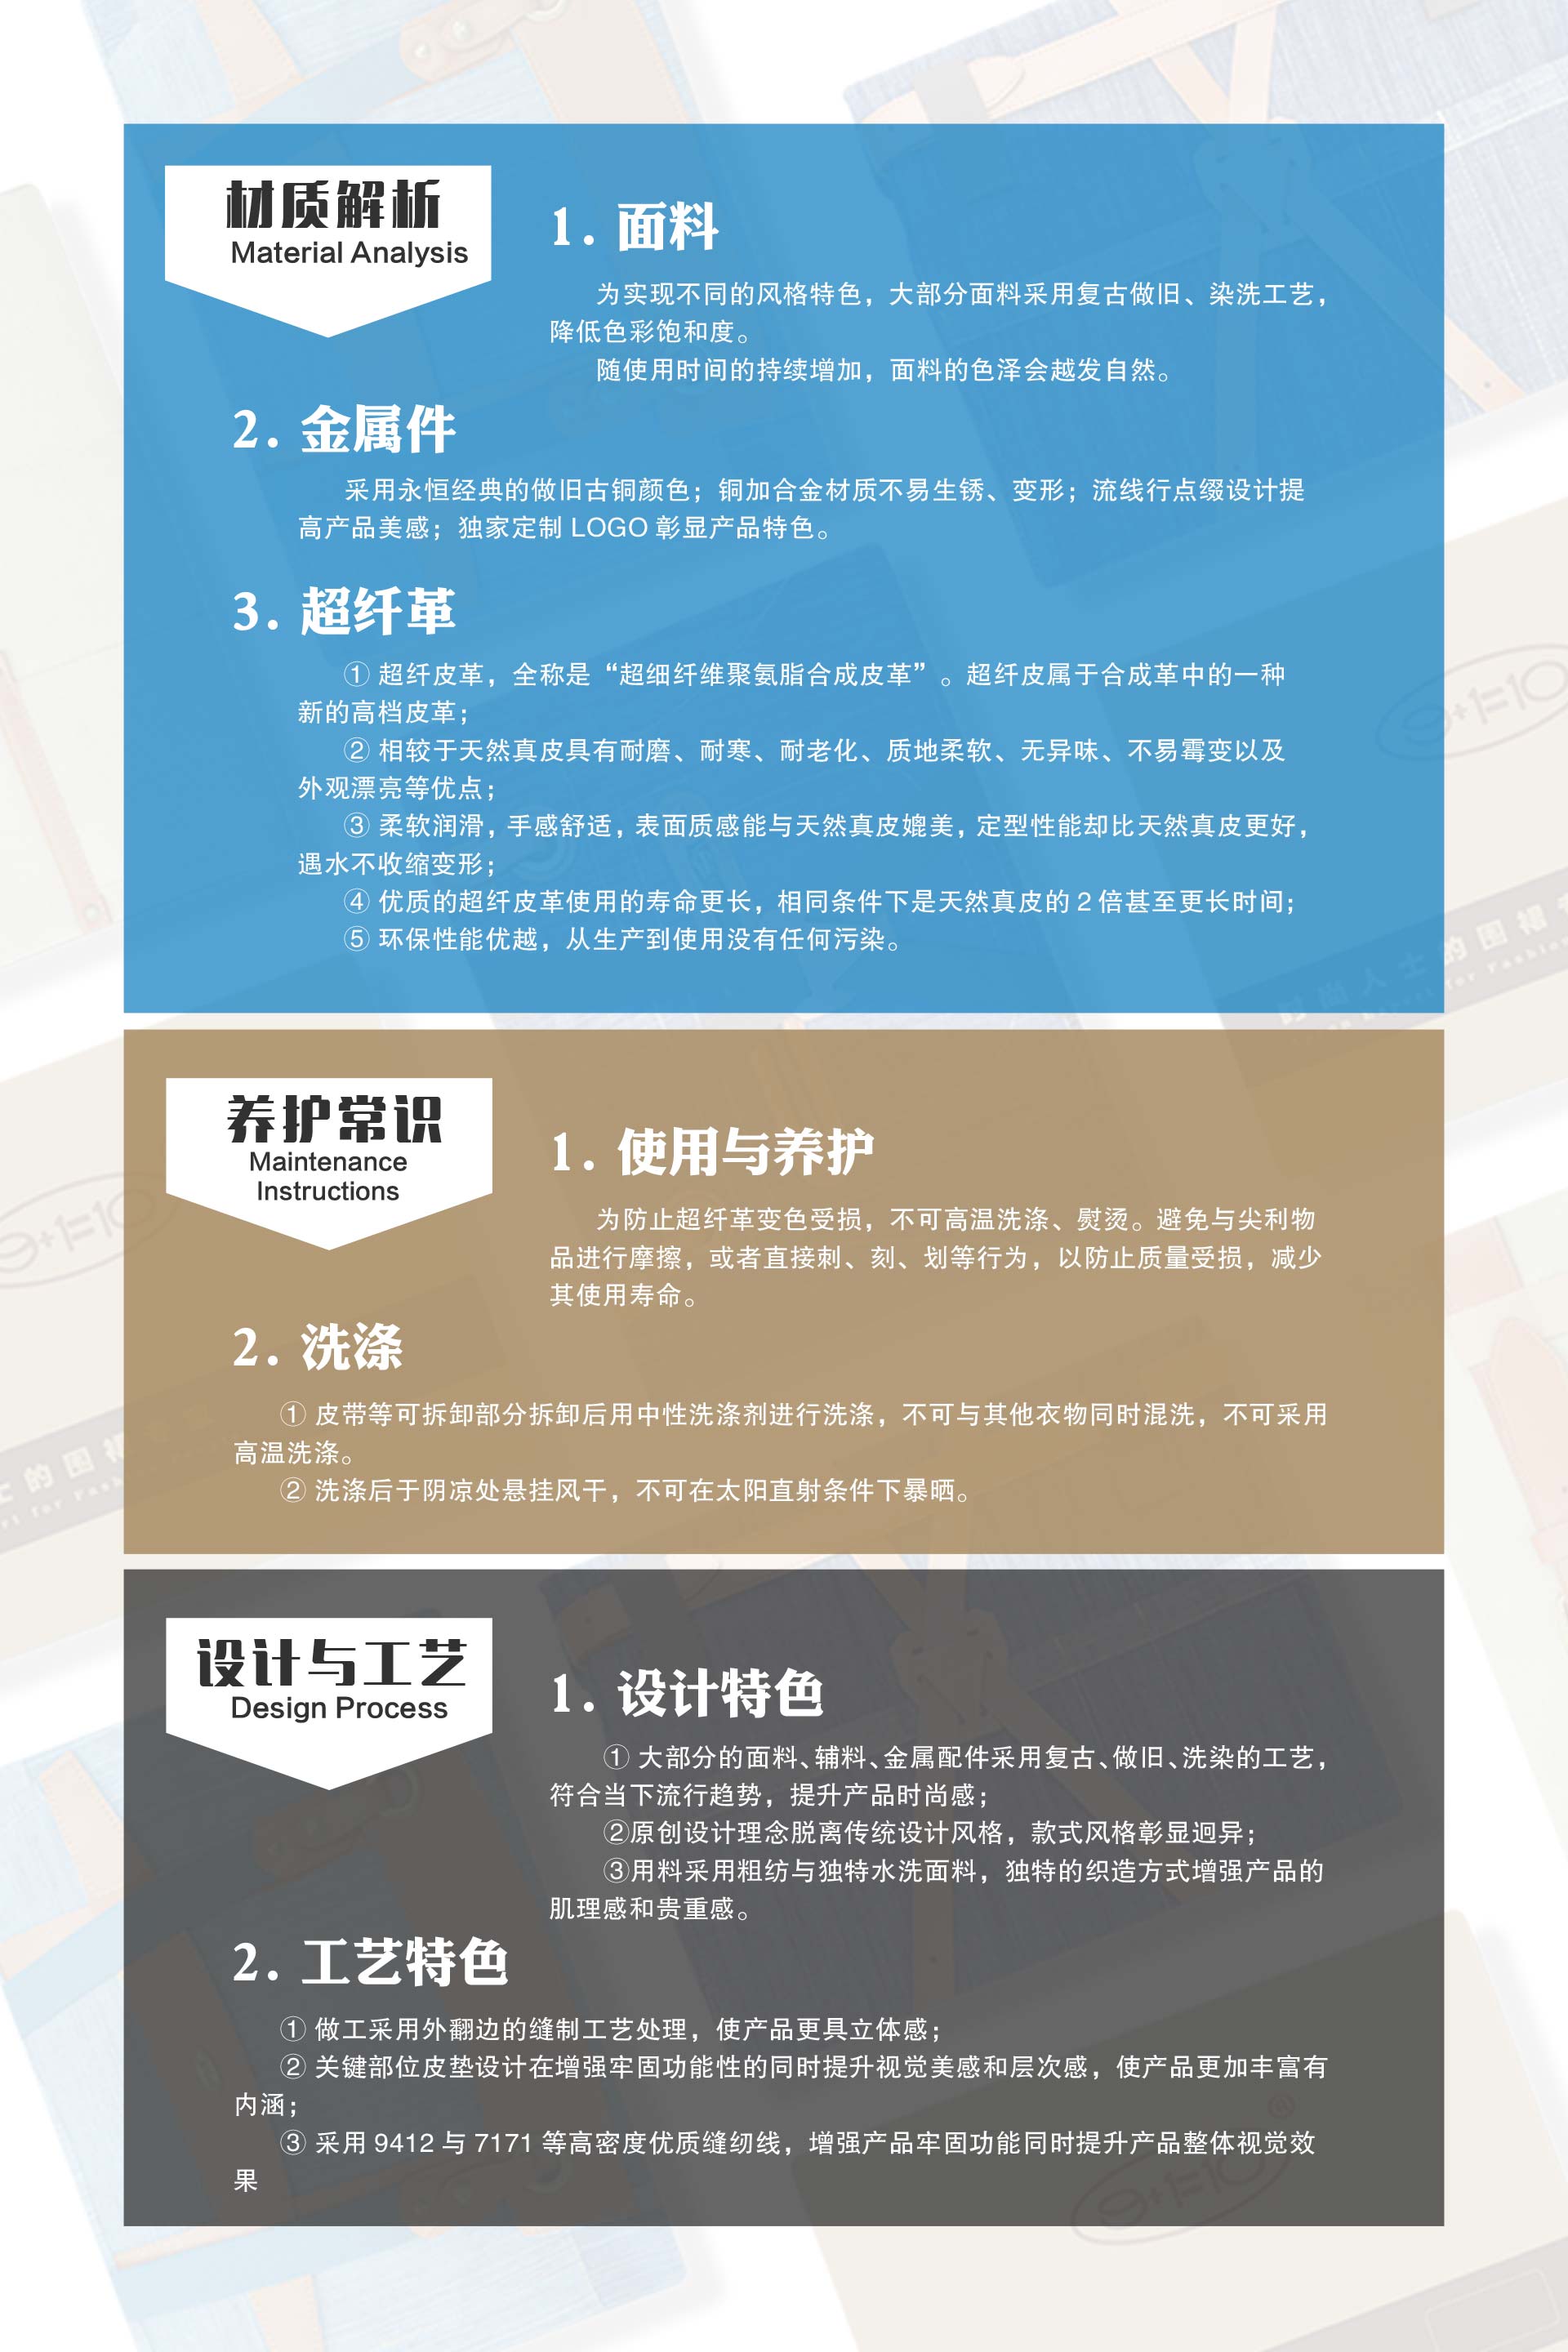 材质解析
Material Analysis
1. 面料
为实现不同的风格特色，大部分面料采用复古做旧、染洗工艺，
降低色彩饱和度。
随使用时间的持续增加，面料的色泽会越发自然。
2. 金属件
采用永恒经典的做旧古铜颜色；铜加合金材质不易生锈、变形；流线行点缀设计提
高产品美感；独家定制 LOGO 彰显产品特色。
3. 超纤革
① 超纤皮革，全称是“超细纤维聚氨脂合成皮革”。超纤皮属于合成革中的一种
新的高档皮革；
② 相较于天然真皮具有耐磨、耐寒、耐老化、质地柔软、无异味、不易霉变以及
外观漂亮等优点；
③ 柔软润滑，手感舒适，表面质感能与天然真皮媲美，定型性能却比天然真皮更好，
遇水不收缩变形；
④ 优质的超纤皮革使用的寿命更长，相同条件下是天然真皮的 2 倍甚至更长时间；
⑤ 环保性能优越，从生产到使用没有任何污染。
9+1=10
时尚人士的围裙
养护常识
Maintenance
Instructions
1. 使用与养护
为防止超纤革变色受损，不可高温洗涤、熨烫。避免与尖利物
品进行摩擦，或者直接刺、刻、划等行为，以防止质量受损，减少
其使用寿命。
9+1=10
2. 洗涤
① 皮带等可拆卸部分拆卸后用中性洗涤剂进行洗涤，不可与其他衣物同时混洗，不可采用
高温洗涤。
② 洗涤后于阴凉处悬挂风干，不可在太阳直射条件下暴晒。
士的围裙
设计与工艺
Design Process
1. 设计特色
① 大部分的面料、辅料、金属配件采用复古、做旧、洗染的工艺，
符合当下流行趋势，提升产品时尚感；
②原创设计理念脱离传统设计风格，款式风格彰显迥异；
③用料采用粗纺与独特水洗面料，独特的织造方式增强产品的
肌理感和贵重感。
2. 工艺特色
① 做工采用外翻边的缝制工艺处理，使产品更具立体感；
② 关键部位皮垫设计在增强牢固功能性的同时提升视觉美感和层次感，使产品更加丰富有
内涵；
③ 采用 9412 与 7171 等高密度优质缝纫线，增强产品牢固功能同时提升产品整体视觉效
果
9+1=10®